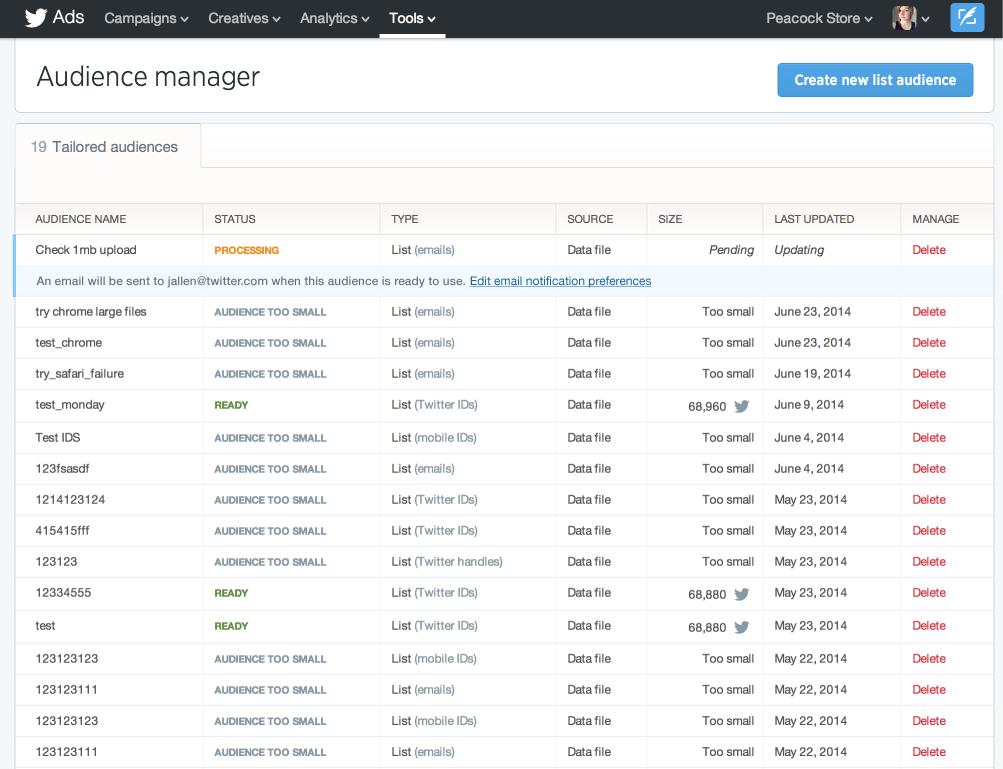 Ads Campaigns Creatives Analytics Tools Peacock Store
Audience manager
Create new list audience
19 Tailored audiences
AUDIENCE NAME STATUS TYPE SOURCE SIZE LAST UPDATED MANAGE
Check 1mb upload PROCESSING List (emails) Data file Pending Updating Delete
An email will be sent to jallen@twitter.com when this audience is ready to use. Edit email notification preferences
try chrome large files AUDIENCE TOO SMALL List (emails) Data file Too small June 23, 2014 Delete
test_chrome AUDIENCE TOO SMALL List (emails) Data file Too small June 23, 2014 Delete
try_safari_failure AUDIENCE TOO SMALL List (emails) Data file Too small June 19, 2014 Delete
test_monday READY List (Twitter IDs) Data file 68,960 June 9, 2014 Delete
Test IDS AUDIENCE TOO SMALL List (mobile IDs) Data file Too small June 4, 2014 Delete
123fsasdf AUDIENCE TOO SMALL List (emails) Data file Too small June 4, 2014 Delete
1214123124 AUDIENCE TOO SMALL List (Twitter IDs) Data file Too small May 23, 2014 Delete
415415fff AUDIENCE TOO SMALL List (Twitter IDs) Data file Too small May 23, 2014 Delete
123123 AUDIENCE TOO SMALL List (Twitter handles) Data file Too small May 23, 2014 Delete
12334555 READY List (Twitter IDs) Data file 68,880 May 23, 2014 Delete
test READY List (Twitter IDs) Data file 68,880 May 23, 2014 Delete
123123123 AUDIENCE TOO SMALL List (mobile IDs) Data file Too small May 22, 2014 Delete
123123111 AUDIENCE TOO SMALL List (emails) Data file Too small May 22, 2014 Delete
123123123 AUDIENCE TOO SMALL List (mobile IDs) Data file Too small May 22, 2014 Delete
123123111 AUDIENCE TOO SMALL List (emails) Data file Too small May 22, 2014 Delete